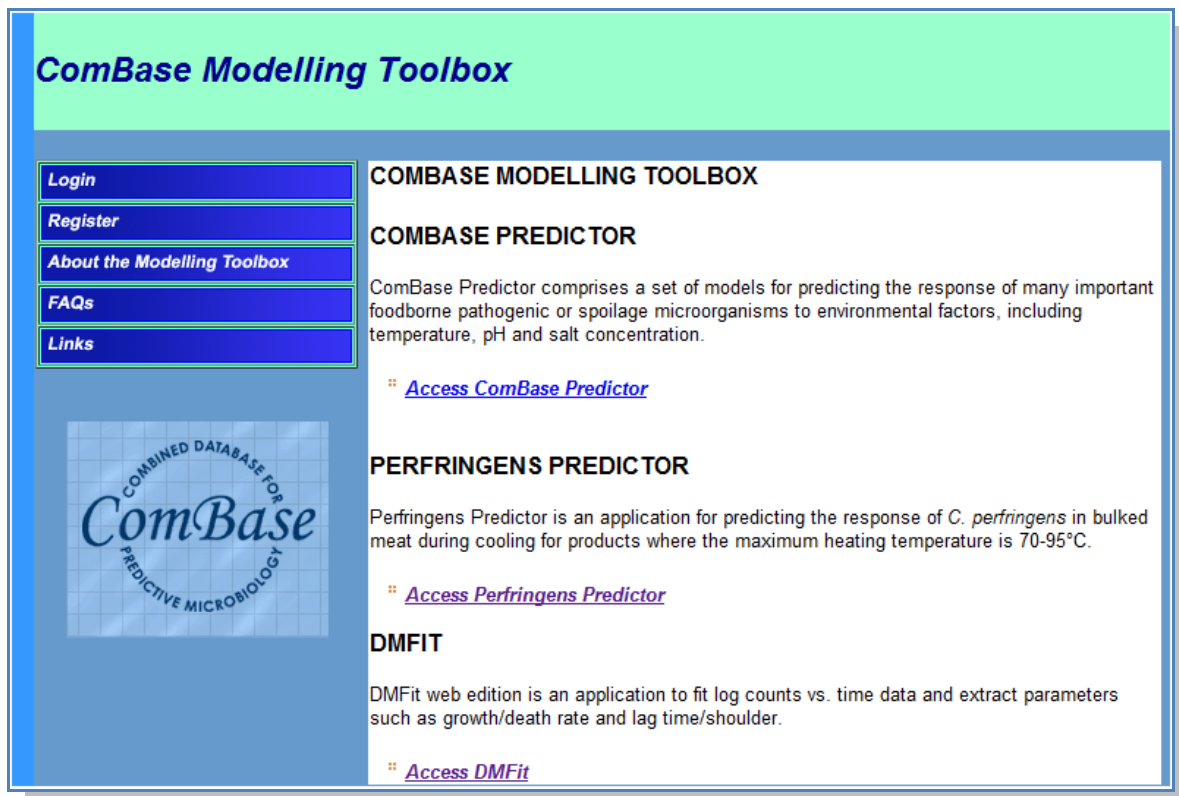 ComBase Modelling Toolbox
Login
Register
About the Modelling Toolbox
FAQs
Links
COMBINED DATABASE FOR
ComBase
PREDICTIVE MICROBIOLOGY
COMBASE MODELLING TOOLBOX
COMBASE PREDICTOR
ComBase Predictor comprises a set of models for predicting the response of many important
foodborne pathogenic or spoilage microorganisms to environmental factors, including
temperature, pH and salt concentration.
Access ComBase Predictor
PERFRINGENS PREDICTOR
Perfringens Predictor is an application for predicting the response of C. perfringens in bulked
meat during cooling for products where the maximum heating temperature is 70-95°C.
Access Perfringens Predictor
DMFIT
DMFit web edition is an application to fit log counts vs. time data and extract parameters
such as growth/death rate and lag time/shoulder.
Access DMFit